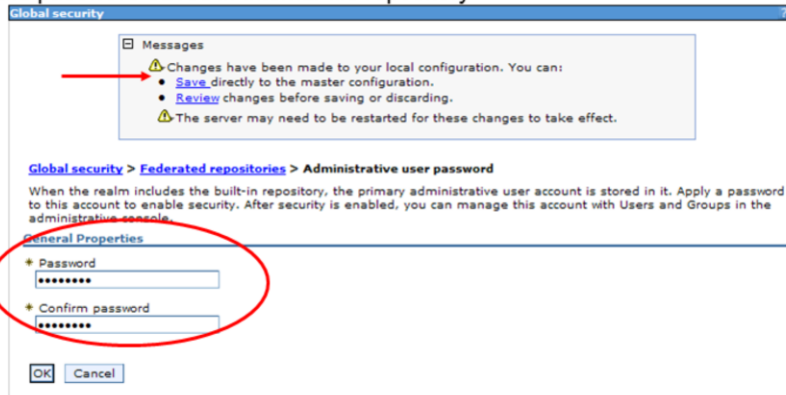 Global security
Messages
Changes have been made to your local configuration. You can:
• Save directly to the master configuration.
• Review changes before saving or discarding.
The server may need to be restarted for these changes to take effect.
Global security > Federated repositories > Administrative user password
When the realm includes the built-in repository, the primary administrative user account is stored in it. Apply a password
to this account to enable security. After security is enabled, you can manage this account with Users and Groups in the
administrative console.
General Properties
* Password
••••••••
* Confirm password
••••••••
OK Cancel